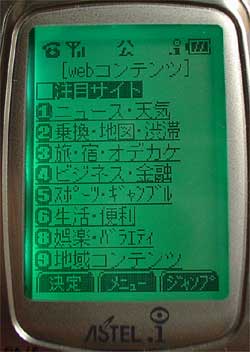 公 .i
[webコンテンツ]
注目サイト
1 ニュース・天気
2 乗換・地図・渋滞
3 旅・宿・オデカケ
4 ビジネス・金融
5 ｽﾎﾟｰﾂ・ｷﾞｬﾝﾌﾞﾙ
6 生活・便利
8 娯楽・ﾊﾞﾗｴﾃｨ
9 地域コンテンツ
決定 メニュー ジャンプ
ASTEL .i